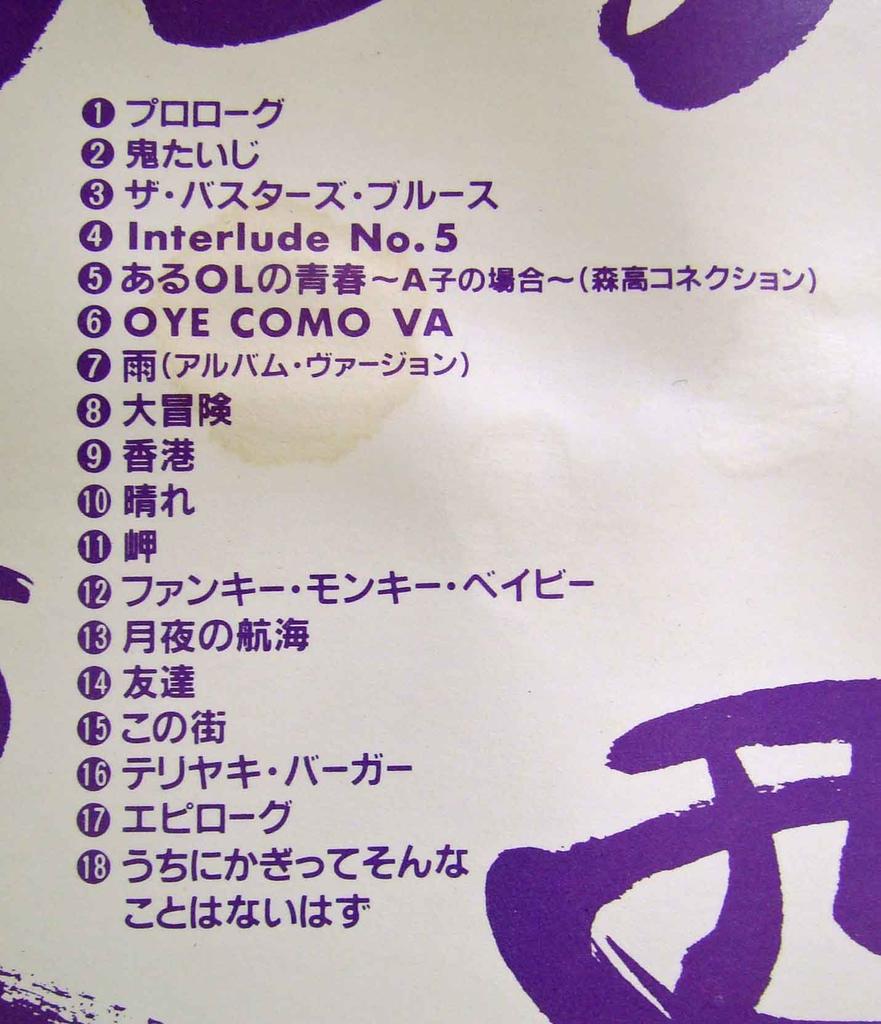 ❶ プロローグ
❷ 鬼たいじ
❸ ザ・バスターズ・ブルース
❹ Interlude No.5
❺ あるOLの青春～A子の場合～(森高コネクション)
❻ OYE COMO VA
❼ 雨(アルバム・ヴァージョン)
❽ 大冒険
❾ 香港
❿ 晴れ
⓫ 岬
⓬ ファンキー・モンキー・ベイビー
⓭ 月夜の航海
⓮ 友達
⓯ この街
⓰ テリヤキ・バーガー
⓱ エピローグ
⓲ うちにかぎってそんな
ことはないはず